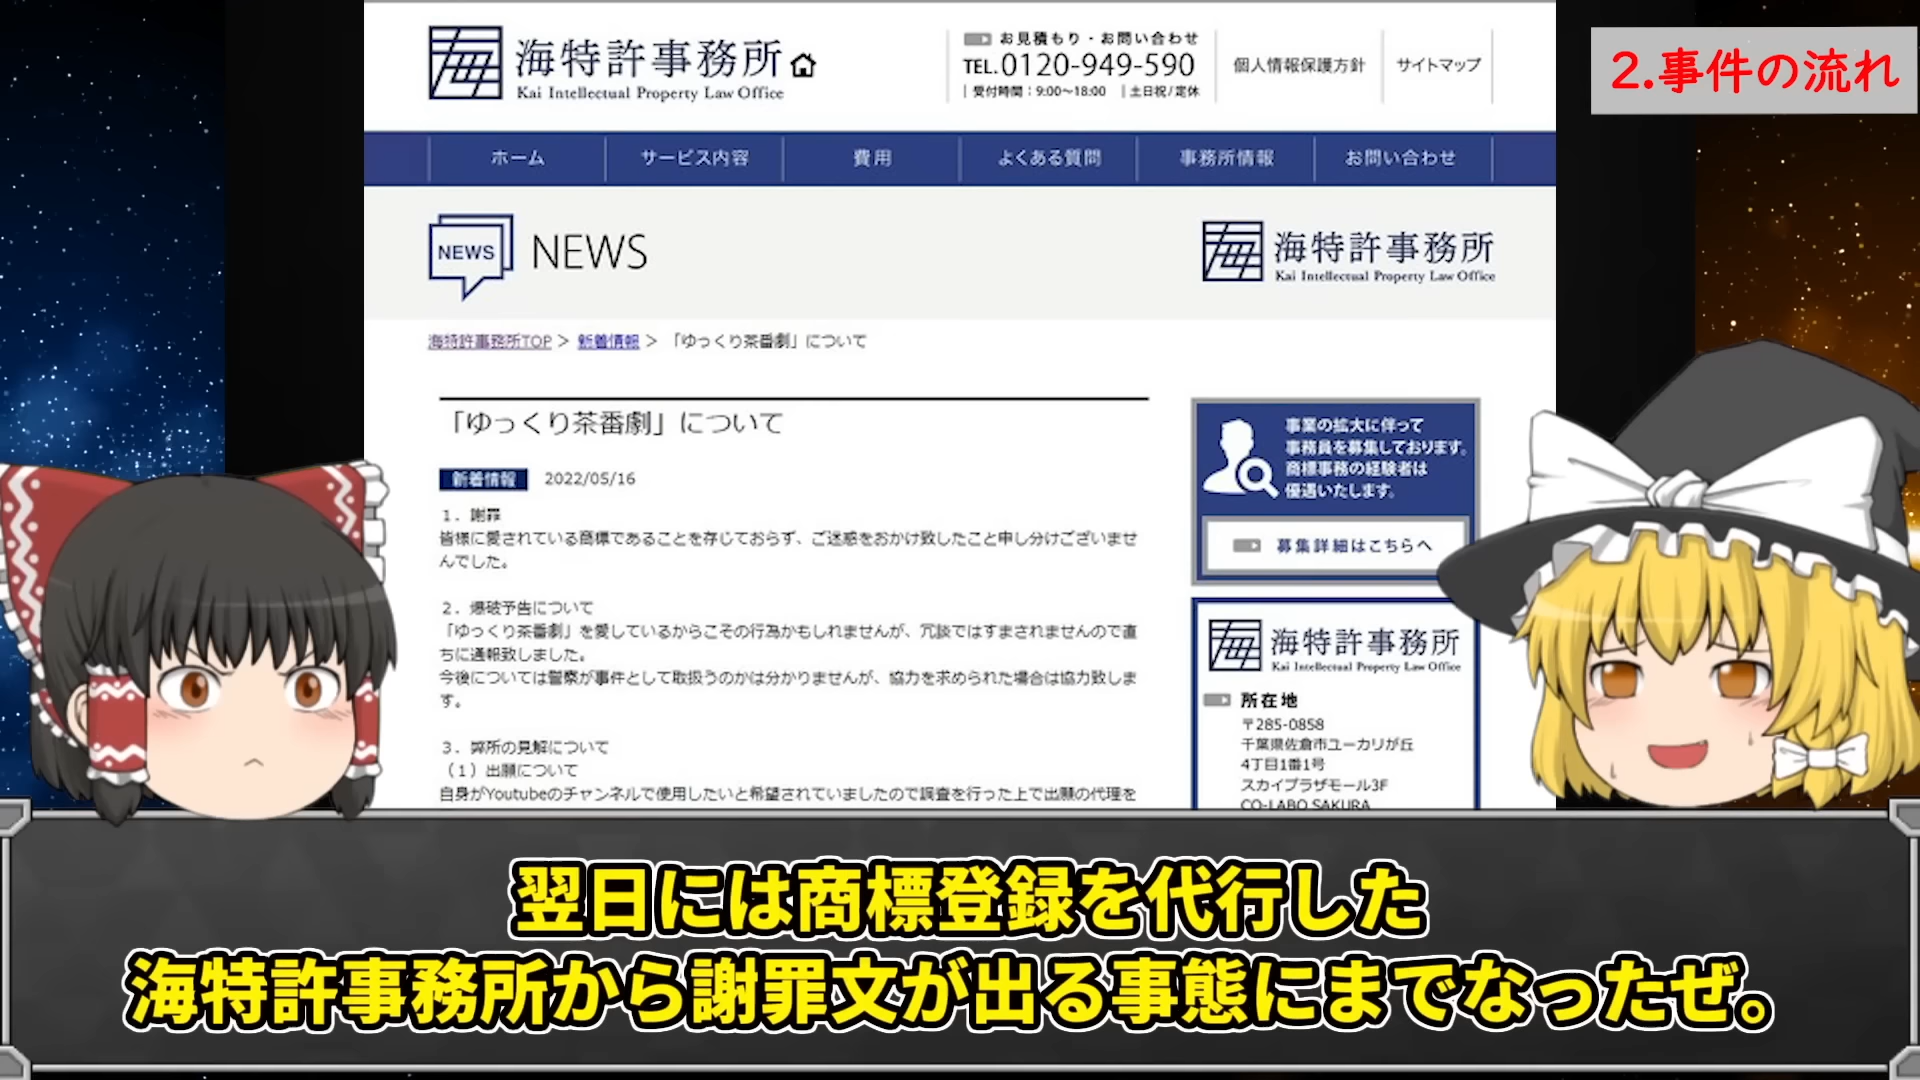 海特許事務所
Kai Intellectual Property Law Office
お見積もり・お問い合わせ
TEL.0120-949-590
受付時間：9:00～18:00 ｜土日祝/定休
個人情報保護方針
サイトマップ
2.事件の流れ
ホーム
サービス内容
費用
よくある質問
事務所情報
お問い合わせ
NEWS
NEWS
海特許事務所
Kai Intellectual Property Law Office
海特許事務所TOP > 新着情報 > 「ゆっくり茶番劇」について
「ゆっくり茶番劇」について
新着情報 2022/05/16
１．謝罪
皆様に愛されている商標であることを存じておらず、ご迷惑をおかけ致したこと申し分けございませ
んでした。
２．爆破予告について
「ゆっくり茶番劇」を愛しているからこその行為かもしれませんが、冗談ではすまされませんので直
ちに通報致しました。
今後については警察が事件として取扱うのかは分かりませんが、協力を求められた場合は協力致しま
す。
３．弊所の見解について
（１）出願について
自身がYoutubeのチャンネルで使用したいと希望されていましたので調査を行った上で出願の代理を
事業の拡大に伴って
事務員を募集しております。
商標事務の経験者は
優遇いたします。
募集詳細はこちらへ
海特許事務所
Kai Intellectual Property Law Office
所在地
〒285-0858
千葉県佐倉市ユーカリが丘
4丁目1番1号
スカイプラザモール3F
CO-LABO SAKURA
翌日には商標登録を代行した
海特許事務所から謝罪文が出る事態にまでなったぜ。